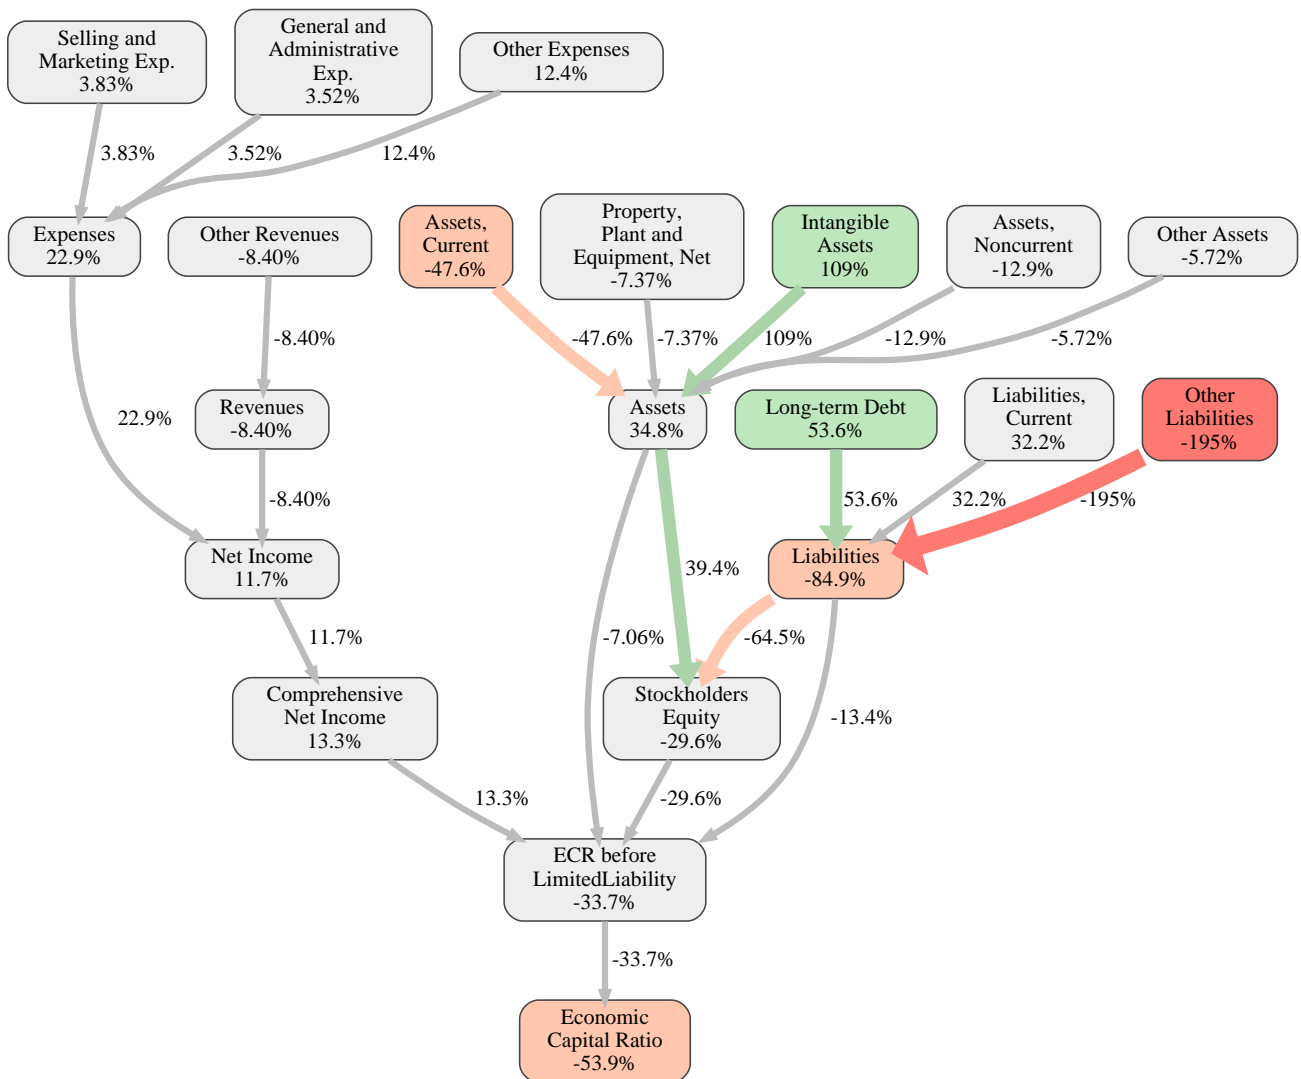 Selling and
Marketing Exp.
3.83%
General and
Administrative
Exp.
3.52%
Other Expenses
12.4%
3.83%
3.52%
12.4%
Expenses
22.9%
Other Revenues
-8.40%
Assets,
Current
-47.6%
Property,
Plant and
Equipment, Net
-7.37%
Intangible
Assets
109%
Assets,
Noncurrent
-12.9%
Other Assets
-5.72%
-8.40%
-47.6%
-7.37%
109%
-12.9%
-5.72%
Revenues
-8.40%
Assets
34.8%
Long-term Debt
53.6%
Liabilities,
Current
32.2%
Other
Liabilities
-195%
22.9%
-8.40%
53.6%
32.2%
-195%
Net Income
11.7%
Liabilities
-84.9%
39.4%
11.7%
-7.06%
-64.5%
Comprehensive
Net Income
13.3%
Stockholders
Equity
-29.6%
-13.4%
13.3%
-29.6%
ECR before
LimitedLiability
-33.7%
-33.7%
Economic
Capital Ratio
-53.9%